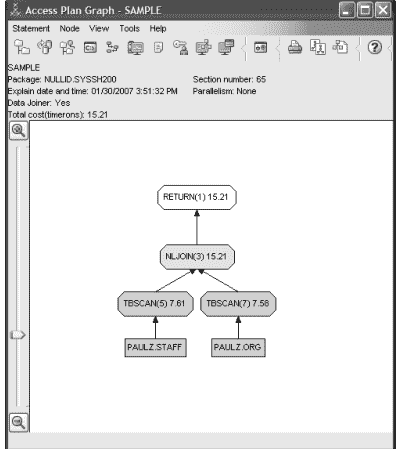 Access Plan Graph - SAMPLE
Statement Node View Tools Help
SAMPLE
Package: NULLID.SYSSH200 Section number: 65
Explain date and time: 01/30/2007 3:51:32 PM Parallelism: None
Data Joiner: Yes
Total cost(timerons): 15.21
RETURN(1) 15.21
NLJOIN(3) 15.21
TBSCAN(5) 7.61 TBSCAN(7) 7.58
PAULZ.STAFF PAULZ.ORG